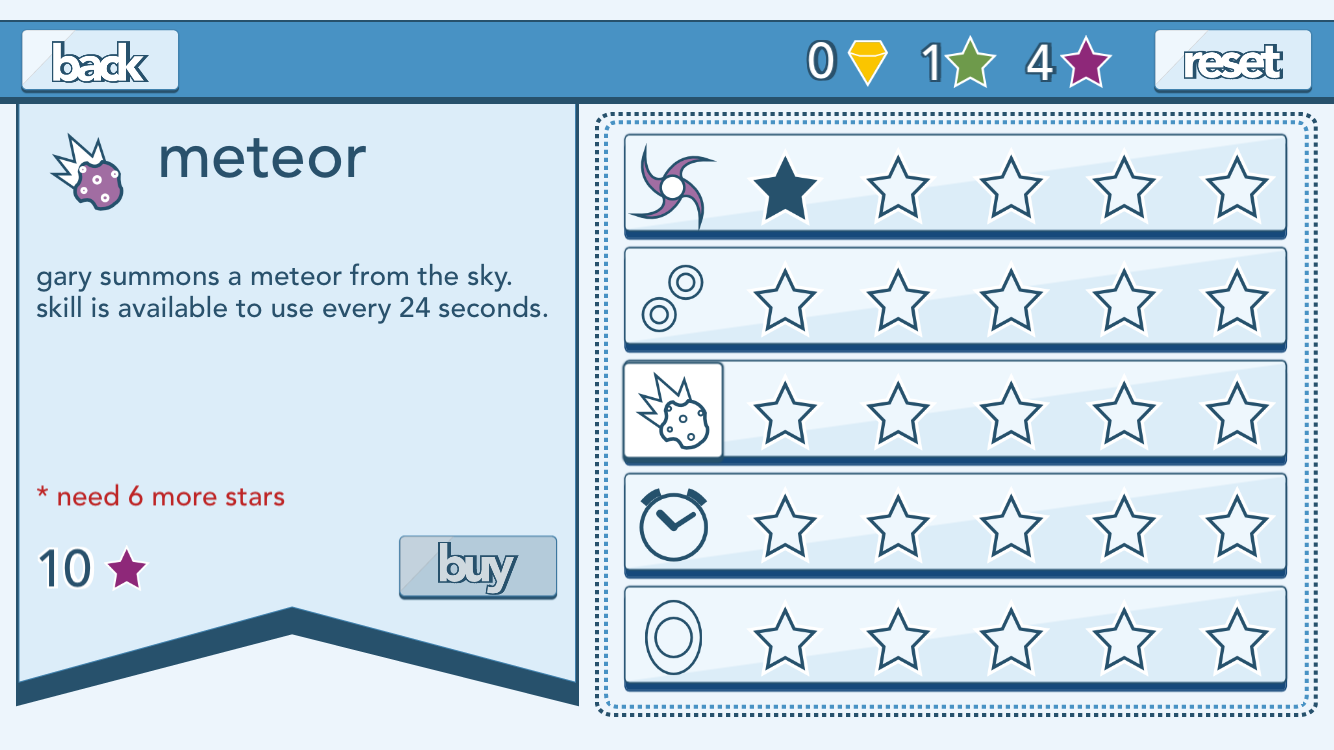 back
0
1
4
reset
meteor
gary summons a meteor from the sky.
skill is available to use every 24 seconds.
* need 6 more stars
10
buy